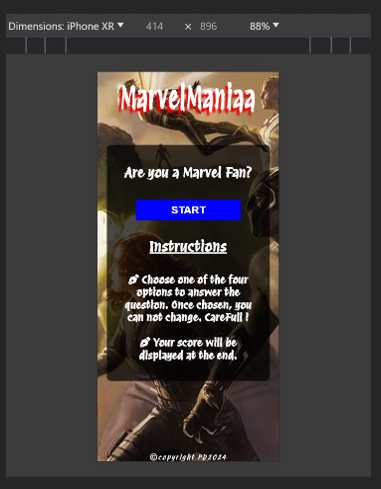 Dimensions: iPhone XR ▼ 414 × 896 88% ▼
MarvelManiaa
Are you a Marvel Fan?
START
Instructions
Choose one of the four
options to answer the
question. Once chosen, you
can not change. CareFull !
Your score will be
displayed at the end.
©copyright PD2024